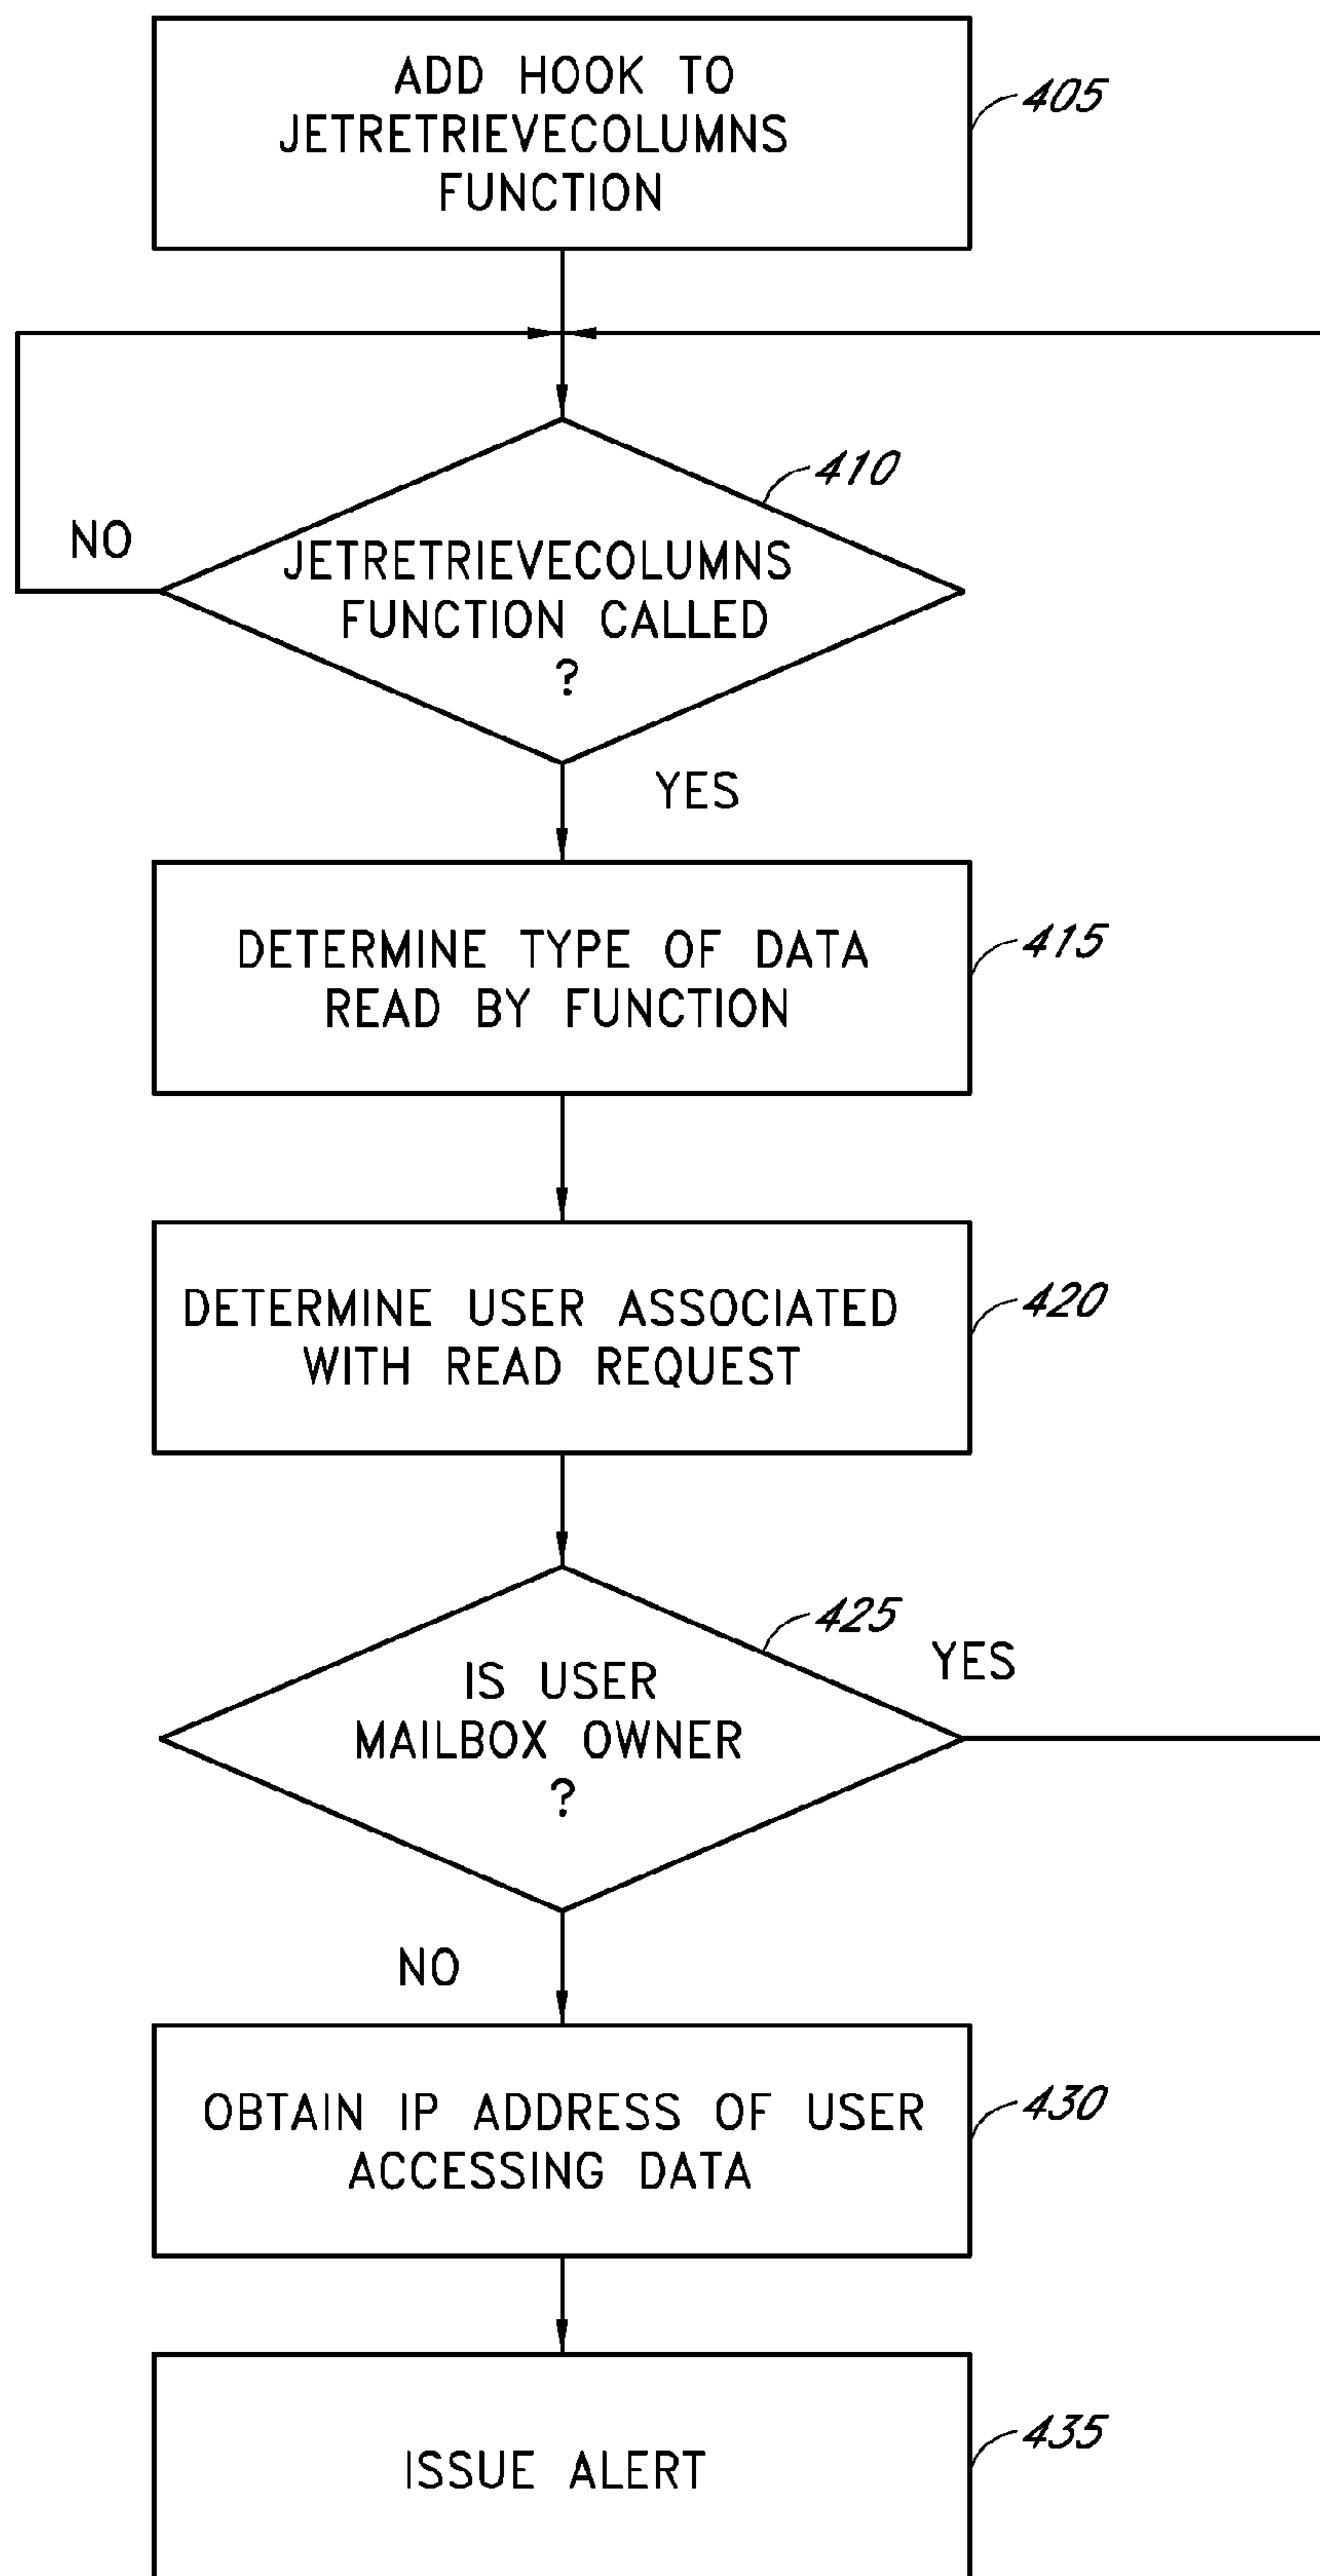 ADD HOOK TO
JETRETRIEVECOLUMNS
FUNCTION
405
410
NO
JETRETRIEVECOLUMNS
FUNCTION CALLED
?
YES
DETERMINE TYPE OF DATA
READ BY FUNCTION
415
DETERMINE USER ASSOCIATED
WITH READ REQUEST
420
425
YES
IS USER
MAILBOX OWNER
?
NO
OBTAIN IP ADDRESS OF USER
ACCESSING DATA
430
ISSUE ALERT
435